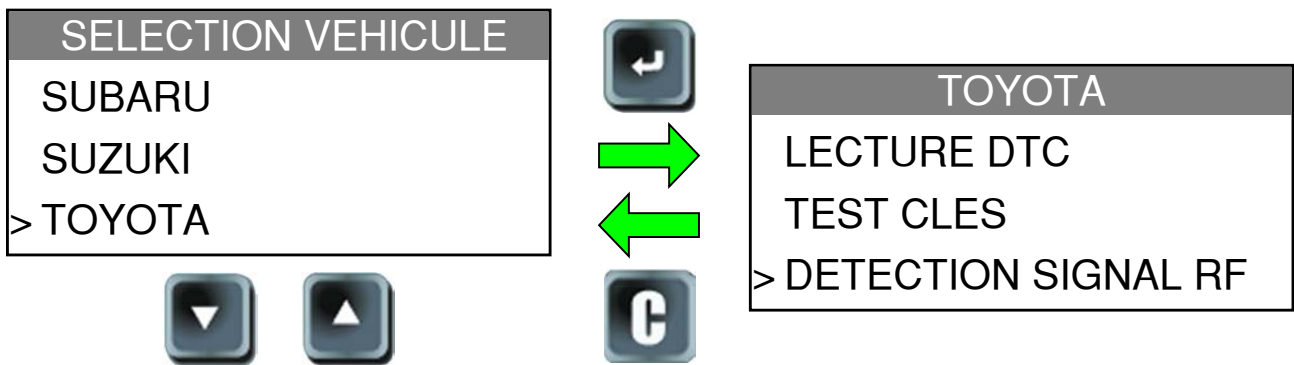 SELECTION VEHICULE
SUBARU
SUZUKI
> TOYOTA
C
TOYOTA
LECTURE DTC
TEST CLES
> DETECTION SIGNAL RF